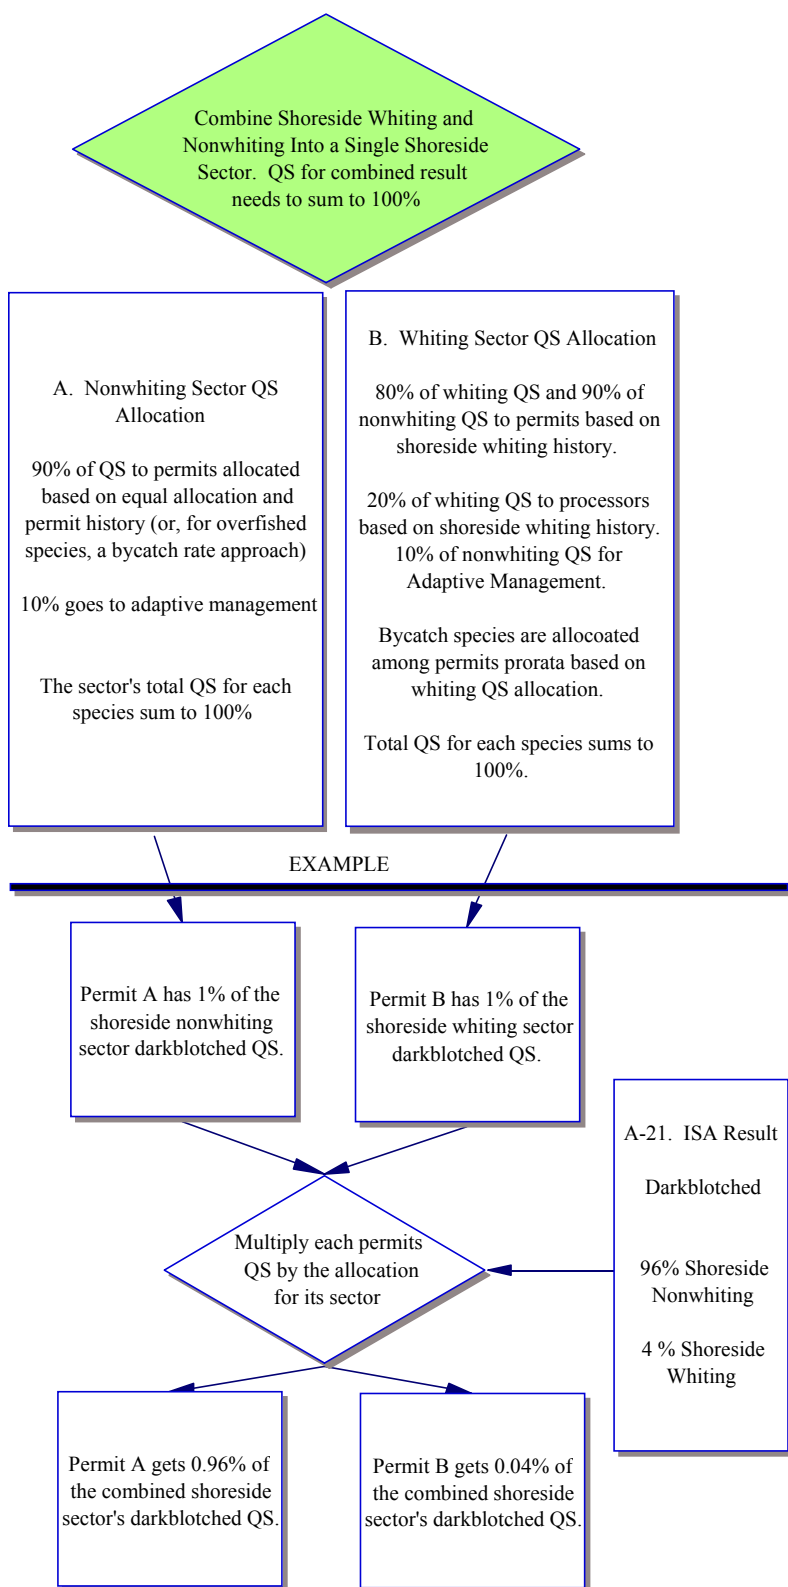 Combine Shoreside Whiting and
Nonwhiting Into a Single Shoreside
Sector.  QS for combined result
needs to sum to 100%
A.  Nonwhiting Sector QS
Allocation
90% of QS to permits allocated
based on equal allocation and
permit history (or, for overfished
species, a bycatch rate approach)
10% goes to adaptive management
The sector's total QS for each
species sum to 100%
B.  Whiting Sector QS Allocation
80% of whiting QS and 90% of
nonwhiting QS to permits based on
shoreside whiting history.
20% of whiting QS to processors
based on shoreside whiting history.
10% of nonwhiting QS for
Adaptive Management.
Bycatch species are allocoated
among permits prorata based on
whiting QS allocation.
Total QS for each species sums to
100%.
EXAMPLE
Permit A has 1% of the
shoreside nonwhiting
sector darkblotched QS.
Permit B has 1% of the
shoreside whiting sector
darkblotched QS.
A-21.  ISA Result
Darkblotched
96% Shoreside
Nonwhiting
4 % Shoreside
Whiting
Multiply each permits
QS by the allocation
for its sector
Permit A gets 0.96% of
the combined shoreside
sector's darkblotched QS.
Permit B gets 0.04% of
the combined shoreside
sector's darkblotched QS.